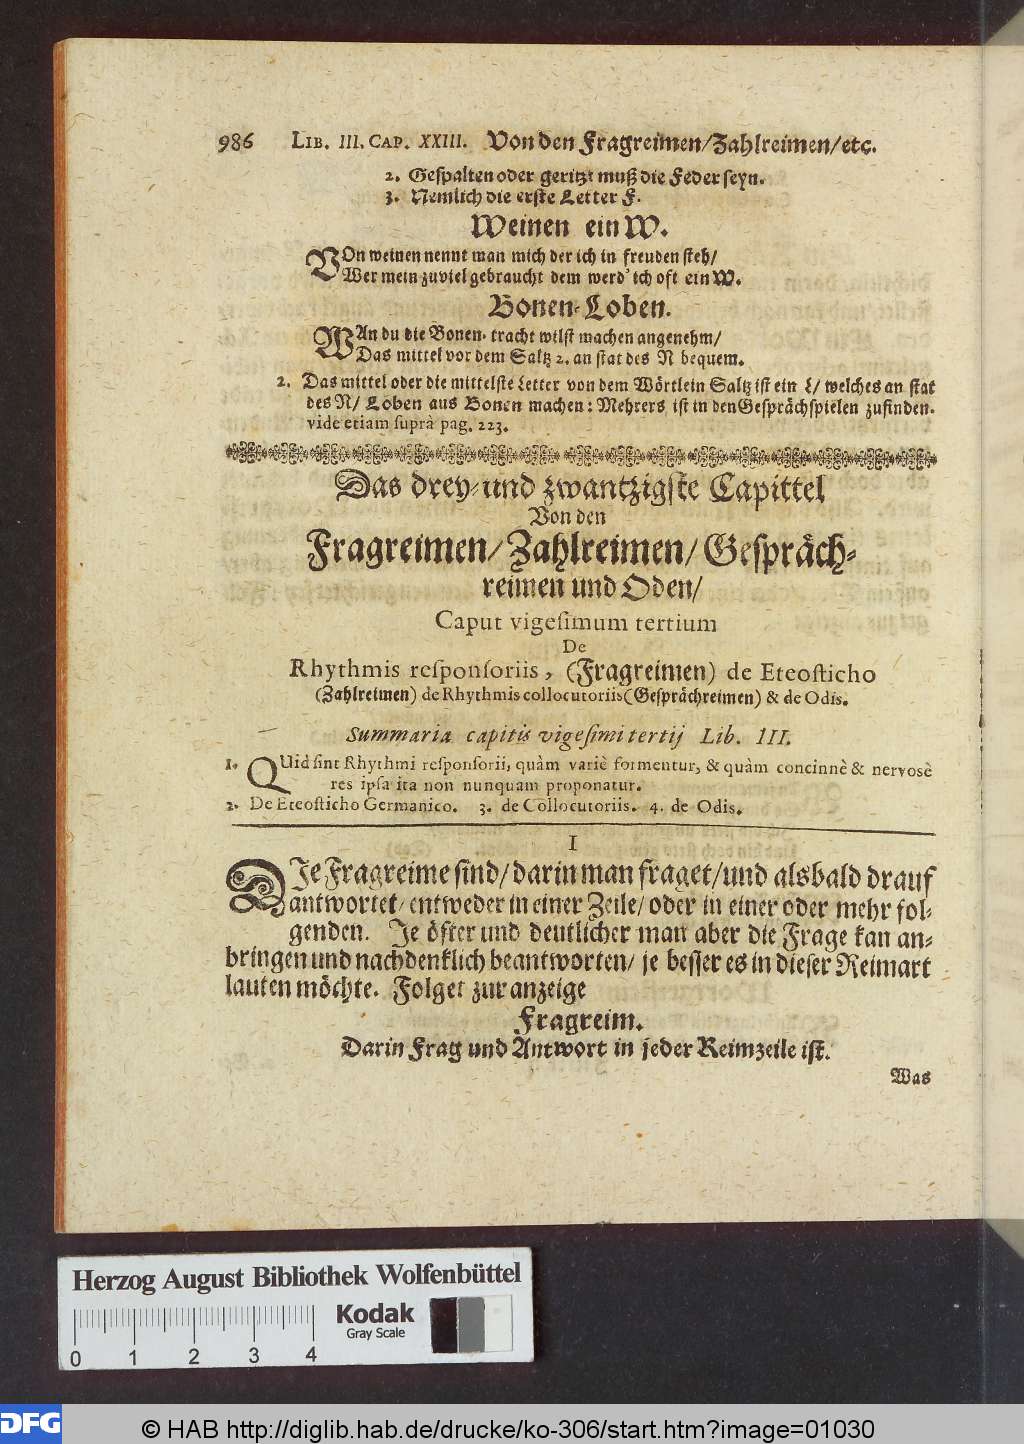 986 LIB. III. CAP. XXIII. Von den Fragreimen/Zahlreimen/etc.
2. Gespalten oder geritzt muß die Feder seyn.
3. Nemlich die erste Letter F.
Weinen ein W.
VOn weinen nennt man mich der ich in freuden steh/
Wer mein zuviel gebraucht dem werd' ich oft ein W.
Bonen-Loben.
WAn du die Bonen-tracht wilst machen angenehm/
Das mittel vor dem Saltz 2. an stat des N bequem.
2. Das mittel oder die mittelste Letter von dem Wörtlein Saltz ist ein L/ welches an stat
des N/ Loben aus Bonen machen: Mehrers ist in den Gesprächspielen zufinden.
vide etiam suprà pag. 223.
Das drey-und zwantzigste Capittel
Von den
Fragreimen/Zahlreimen/Gespräch-
reimen und Oden/
Caput vigesimum tertium
De
Rhythmis responsoriis, (Fragreimen) de Eteosticho
(Zahlreimen) de Rhythmis collocutoriis (Gesprächreimen) & de Odis.
Summaria capitis vigesimi tertij Lib. III.
1. QUid sint Rhythmi responsorii, quàm variè formentur, & quàm concinnè & nervosè
res ipsa ita non nunquam proponatur.
2. De Eteosticho Germanico. 3. de Collocutoriis. 4. de Odis.
I
DIe Fragreime sind/darin man fraget/und alsbald drauf
antwortet/entweder in einer Zeile/oder in einer oder mehr fol-
genden. Je öfter und deutlicher man aber die Frage kan an-
bringen und nachdenklich beantworten/ je besser es in dieser Reimart
lauten möchte. Folget zur anzeige
Fragreim.
Darin Frag und Antwort in jeder Reimzeile ist.
Was
Herzog August Bibliothek Wolfenbüttel
Kodak
Gray Scale
0 1 2 3 4
DFG © HAB http://diglib.hab.de/drucke/ko-306/start.htm?image=01030